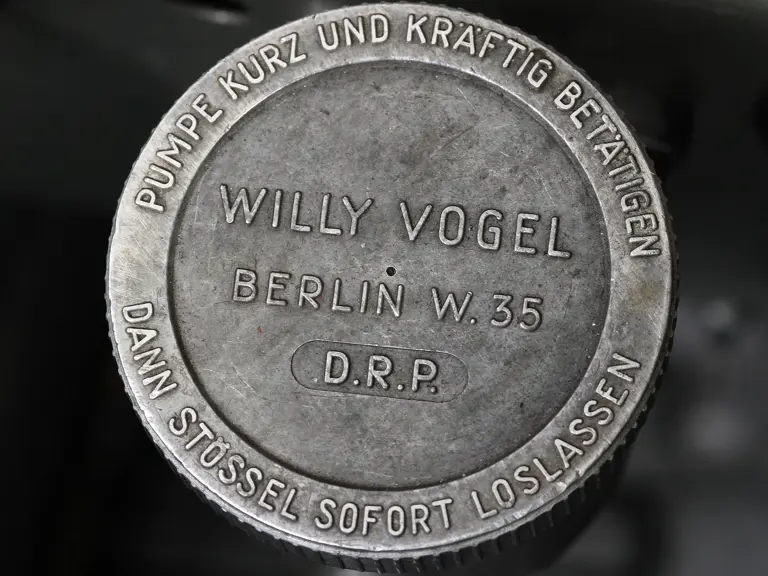 PUMPE KURZ UND KRÄFTIG BETÄTIGEN
WILLY VOGEL
BERLIN W. 35
D.R.P.
DANN STÖSSEL SOFORT LOSLASSEN